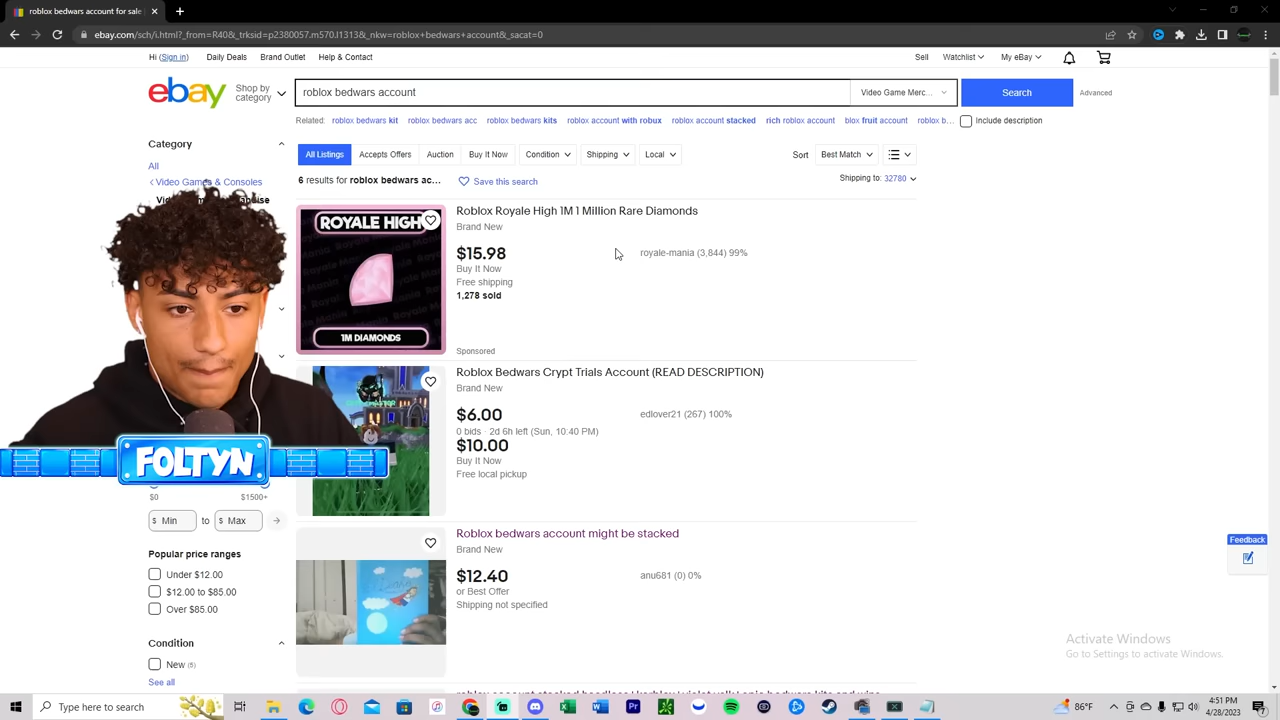 roblox bedwars account for sale
ebay.com/sch/i.html?_from=R40&_trksid=p2380057.m570.l1313&_nkw=roblox+bedwars+account&_sacat=0
Hi (Sign in) Daily Deals Brand Outlet Help & Contact Sell Watchlist My eBay
ebay Shop by category roblox bedwars account Video Game Merc... Search Advanced
Related: roblox bedwars kit roblox bedwars acc roblox bedwars kits roblox account with robux roblox account stacked rich roblox account blox fruit account roblox b... Include description
Category
All
Video Games & Consoles
All Listings Accepts Offers Auction Buy It Now Condition Shipping Local Sort Best Match
6 results for roblox bedwars ac... Save this search Shipping to: 32780
ROYALE HIGH
1M DIAMONDS
Roblox Royale High 1M 1 Million Rare Diamonds
Brand New
$15.98 royale-mania (3,844) 99%
Buy It Now
Free shipping
1,278 sold
Sponsored
Roblox Bedwars Crypt Trials Account (READ DESCRIPTION)
Brand New
$6.00 edlover21 (267) 100%
0 bids · 2d 6h left (Sun, 10:40 PM)
$10.00
Buy It Now
Free local pickup
FOLTYN
$0 $1500+
$ Min to $ Max
Popular price ranges
Under $12.00
$12.00 to $85.00
Over $85.00
Condition
New (5)
See all
Roblox bedwars account might be stacked
Brand New
$12.40 anu681 (0) 0%
or Best Offer
Shipping not specified
Feedback
Activate Windows
Go to Settings to activate Windows.
Type here to search
86°F
4:51 PM
4/28/2023